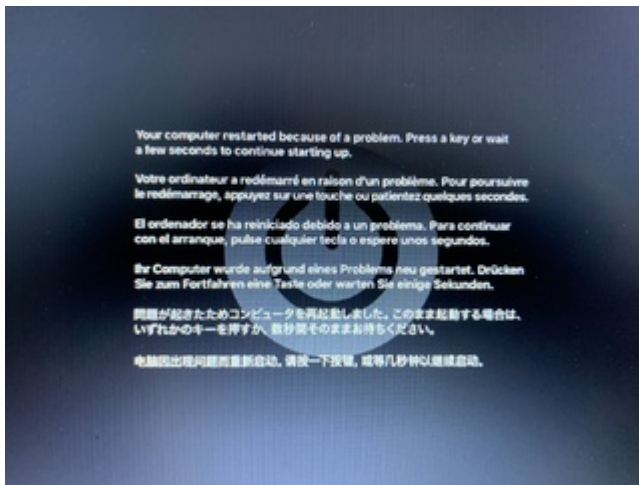 Your computer restarted because of a problem. Press a key or wait
a few seconds to continue starting up.
Votre ordinateur a redémarré en raison d'un problème. Pour poursuivre
le redémarrage, appuyez sur une touche ou patientez quelques secondes.
El ordenador se ha reiniciado debido a un problema. Para continuar
con el arranque, pulse cualquier tecla o espere unos segundos.
Ihr Computer wurde aufgrund eines Problems neu gestartet. Drücken
Sie zum Fortfahren eine Taste oder warten Sie einige Sekunden.
問題が起きたためコンピュータを再起動しました。このまま起動する場合は、
いずれかのキーを押すか、数秒間そのままお待ちください。
电脑因出现问题而重新启动。请按一下按键，或等几秒钟以继续启动。